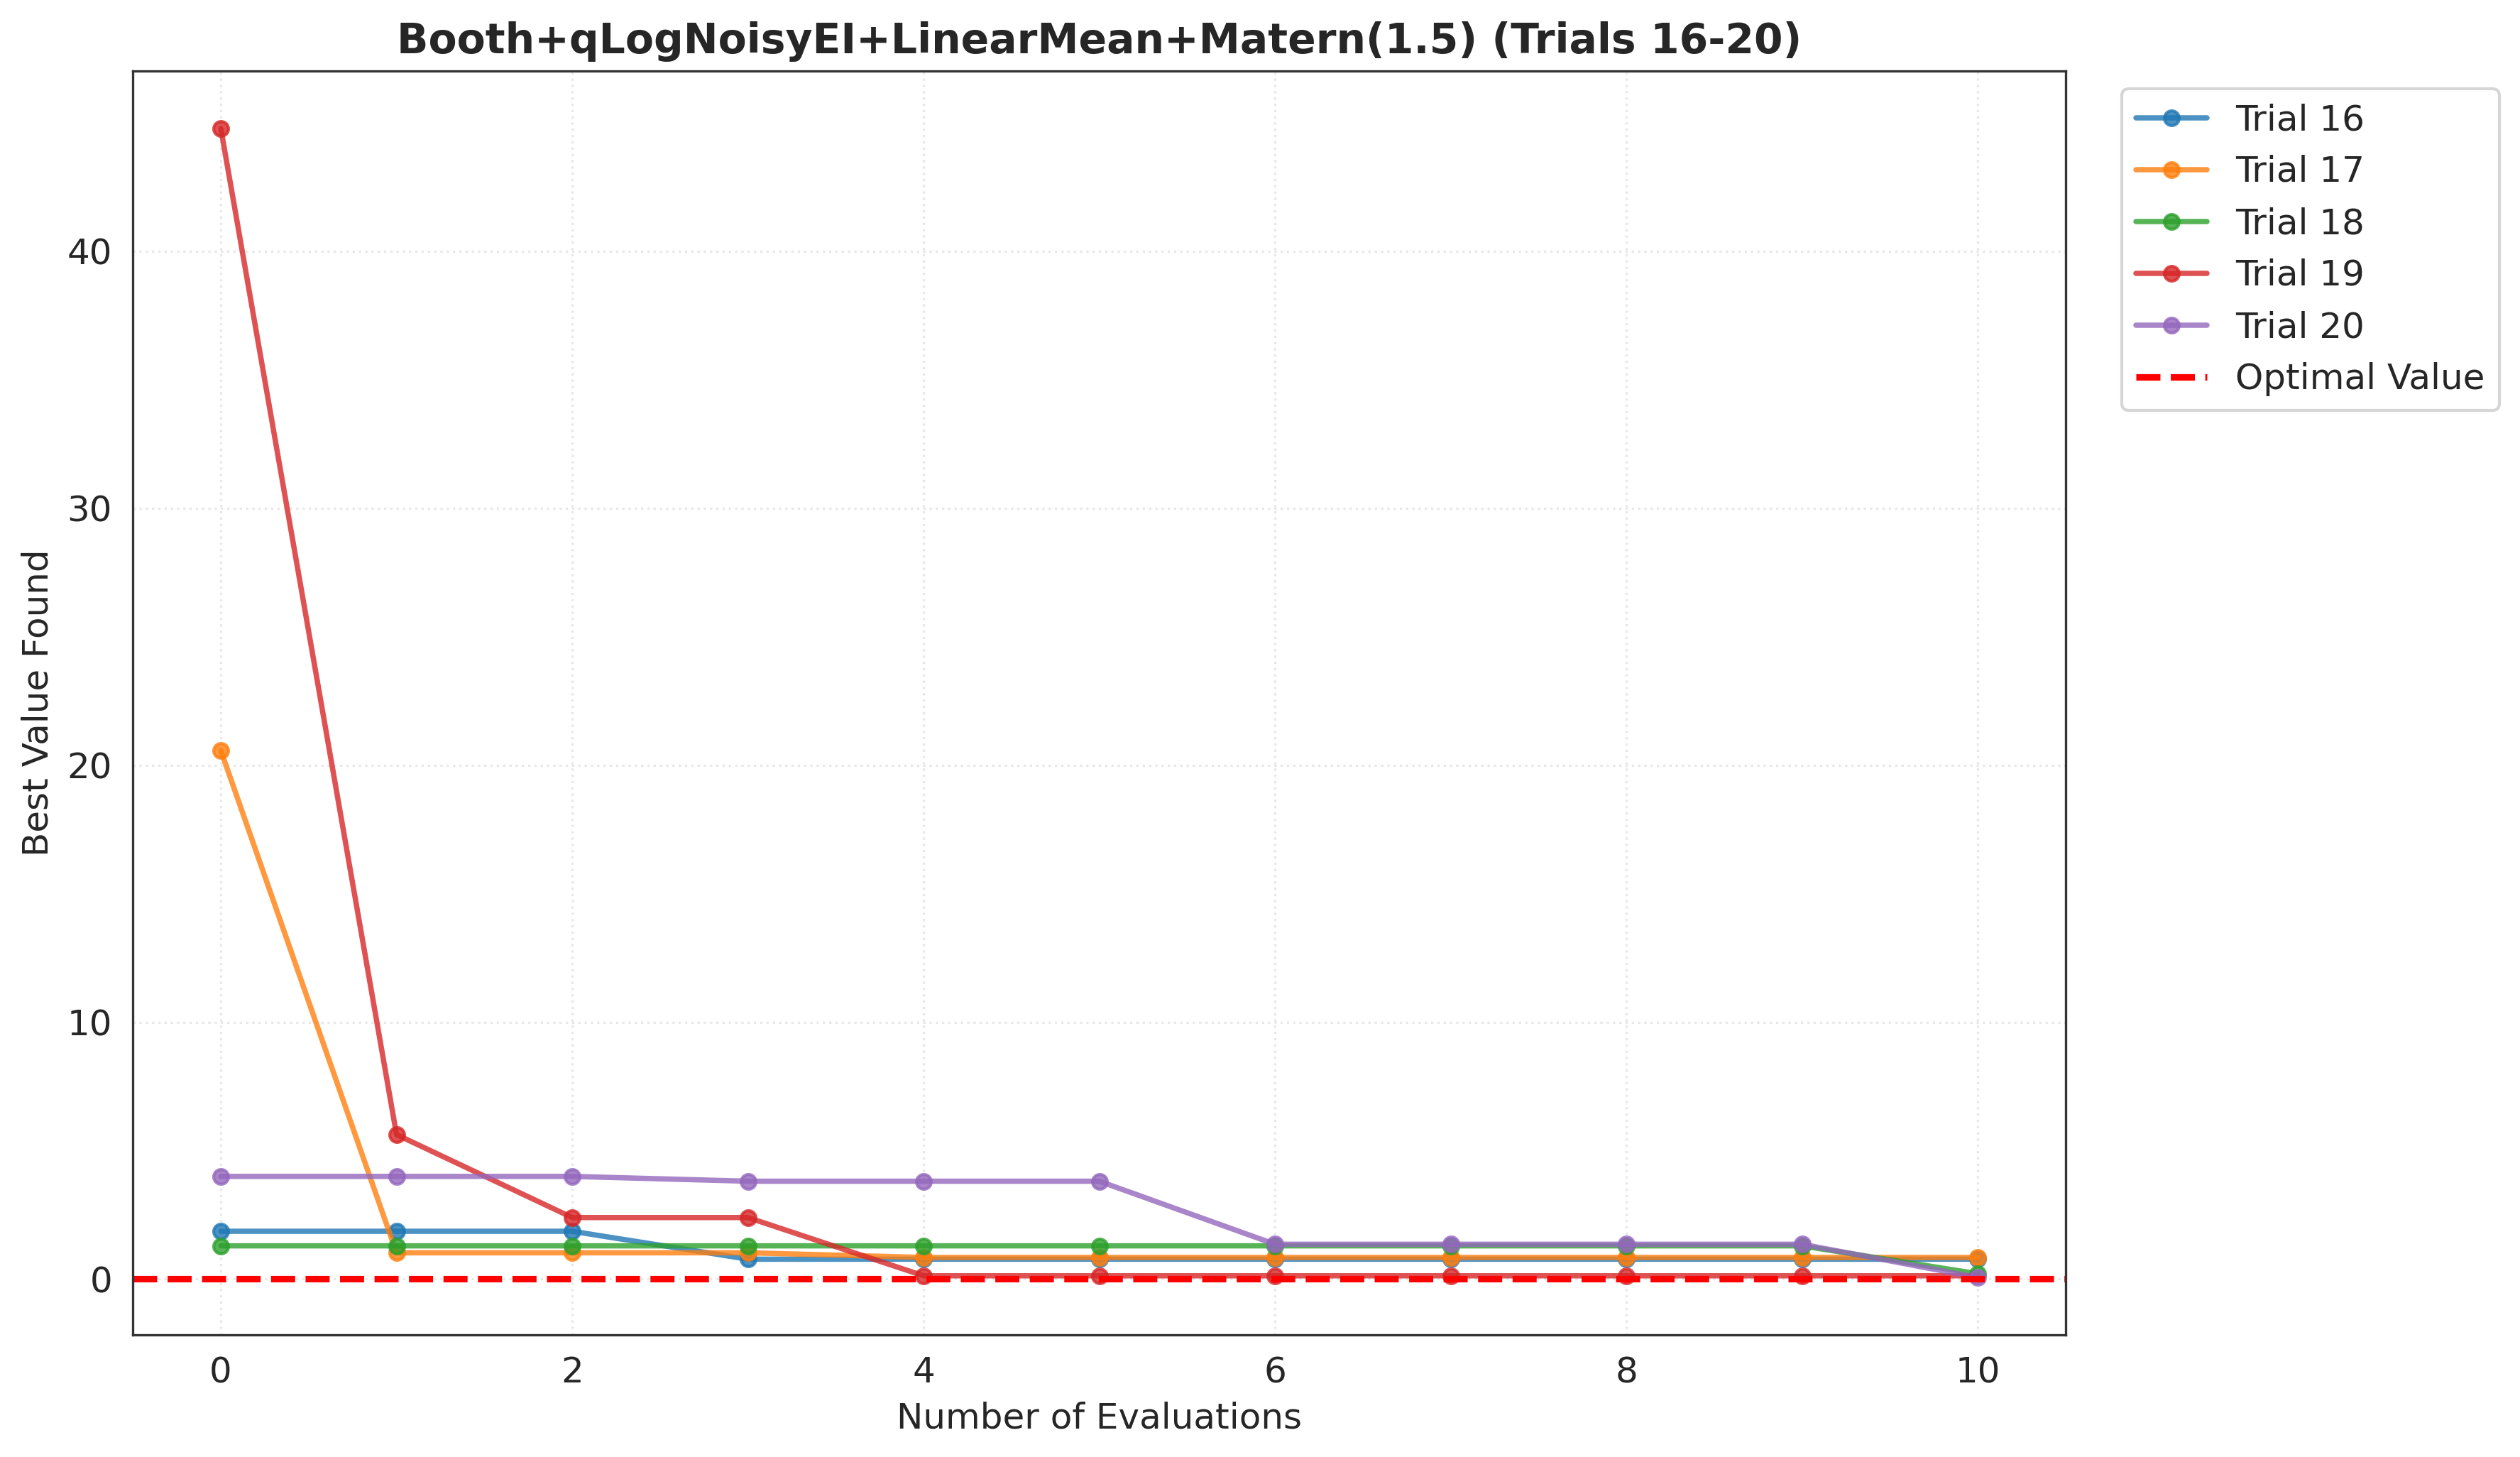 Booth+qLogNoisyEI+LinearMean+Matern(1.5) (Trials 16-20)
Trial 16
Trial 17
Trial 18
Trial 19
Trial 20
Optimal Value
Best Value Found
40
30
20
10
0
0 2 4 6 8 10
Number of Evaluations